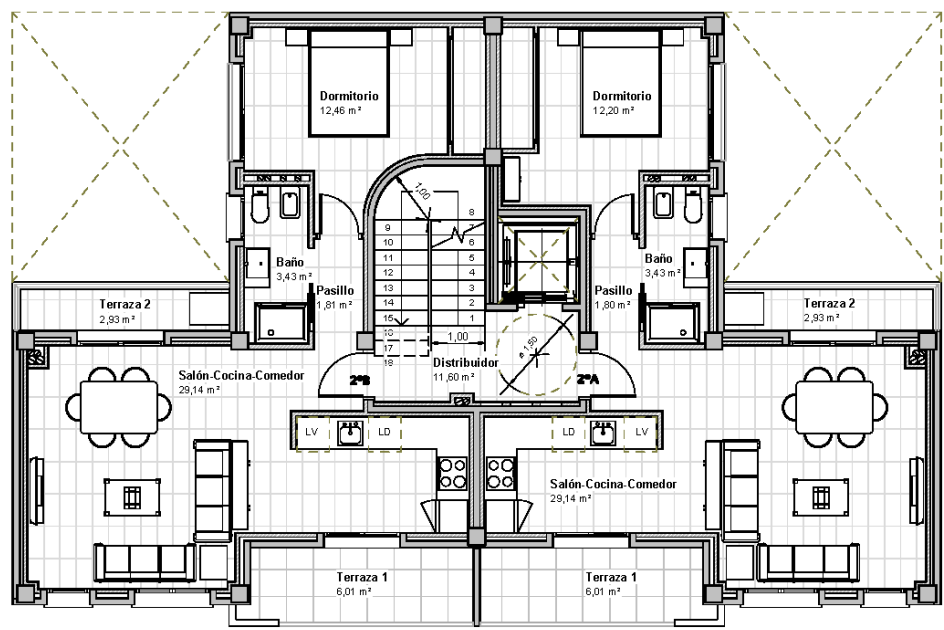 Dormitorio
12,46 m²
Dormitorio
12,20 m²
1,00
8
9
7
10
6
11
5
12
4
13
3
14
2
15
1
16
17
18
1,00
Baño
3,43 m²
Pasillo
1,81 m²
Baño
3,43 m²
Pasillo
1,80 m²
Terraza 2
2,93 m²
Terraza 2
2,93 m²
ø 1,50
Distribuidor
11,60 m²
2ºB
2ºA
Salón-Cocina-Comedor
29,14 m²
LV
LD
LD
LV
Salón-Cocina-Comedor
29,14 m²
Terraza 1
6,01 m²
Terraza 1
6,01 m²